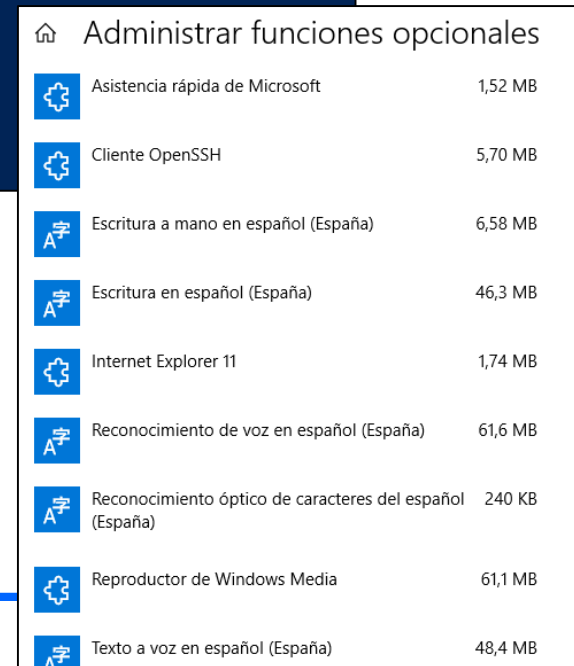 Administrar funciones opcionales
Asistencia rápida de Microsoft 1,52 MB
Cliente OpenSSH 5,70 MB
Escritura a mano en español (España) 6,58 MB
Escritura en español (España) 46,3 MB
Internet Explorer 11 1,74 MB
Reconocimiento de voz en español (España) 61,6 MB
Reconocimiento óptico de caracteres del español 240 KB
(España)
Reproductor de Windows Media 61,1 MB
Texto a voz en español (España) 48,4 MB